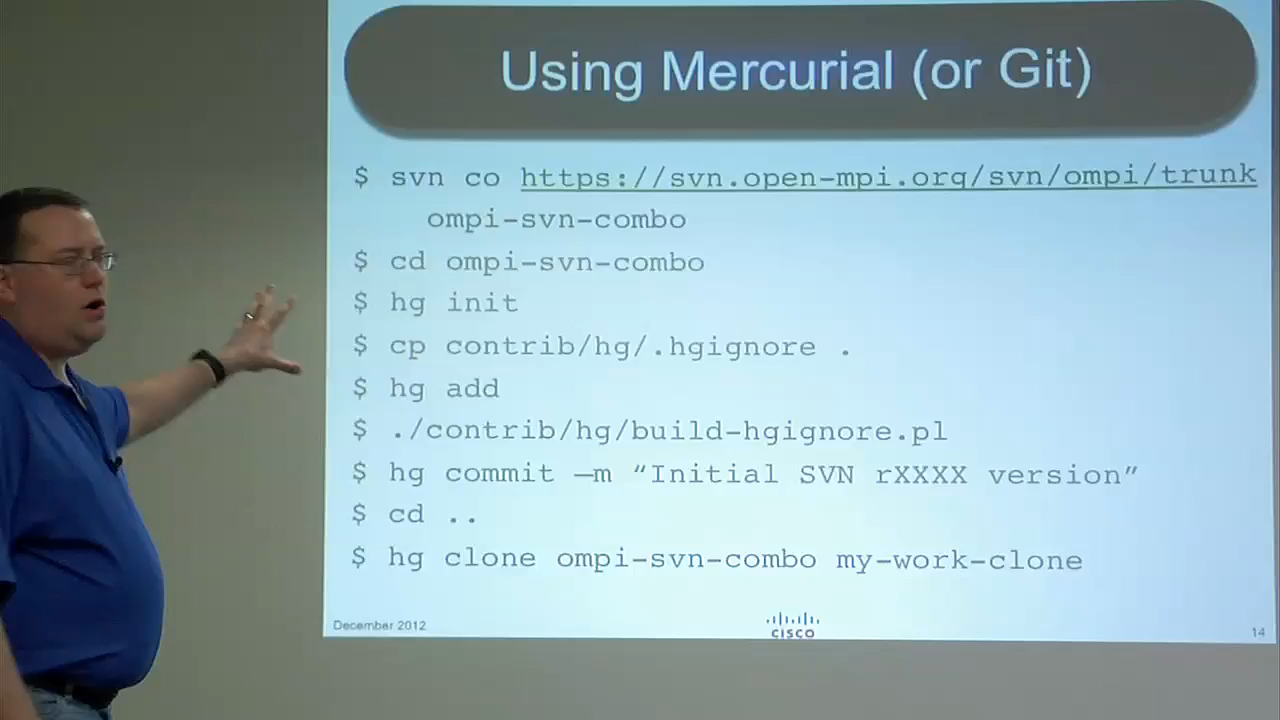 Using Mercurial (or Git)
$ svn co https://svn.open-mpi.org/svn/ompi/trunk
ompi-svn-combo
$ cd ompi-svn-combo
$ hg init
$ cp contrib/hg/.hgignore .
$ hg add
$ ./contrib/hg/build-hgignore.pl
$ hg commit –m “Initial SVN rXXXX version”
$ cd ..
$ hg clone ompi-svn-combo my-work-clone
December 2012
CISCO
14